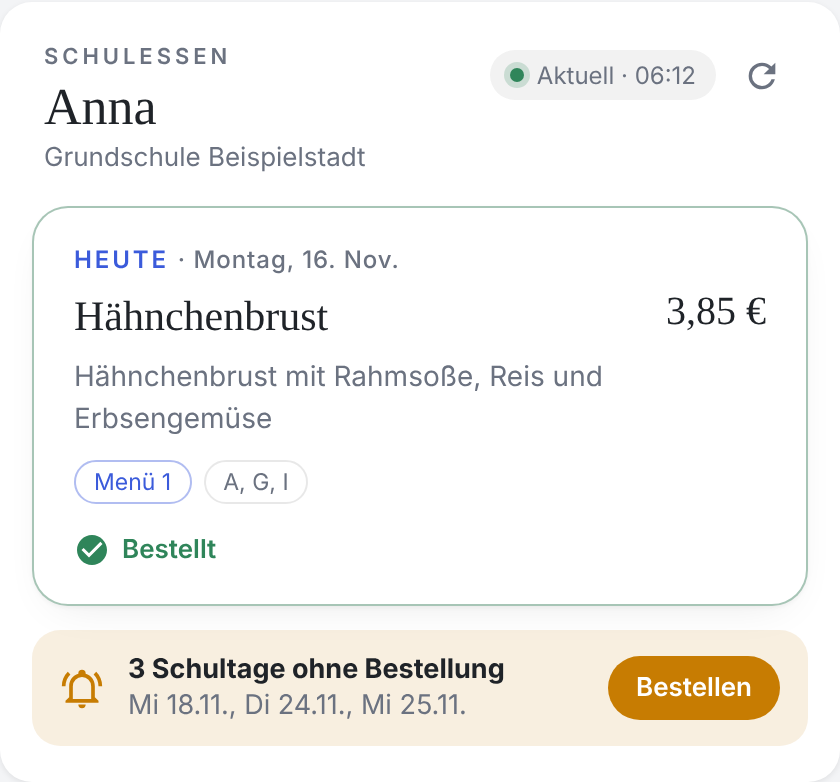 SCHULESSEN
Anna
Grundschule Beispielstadt
Aktuell · 06:12
HEUTE · Montag, 16. Nov.
Hähnchenbrust
3,85 €
Hähnchenbrust mit Rahmsoße, Reis und
Erbsengemüse
Menü 1
A, G, I
Bestellt
3 Schultage ohne Bestellung
Mi 18.11., Di 24.11., Mi 25.11.
Bestellen